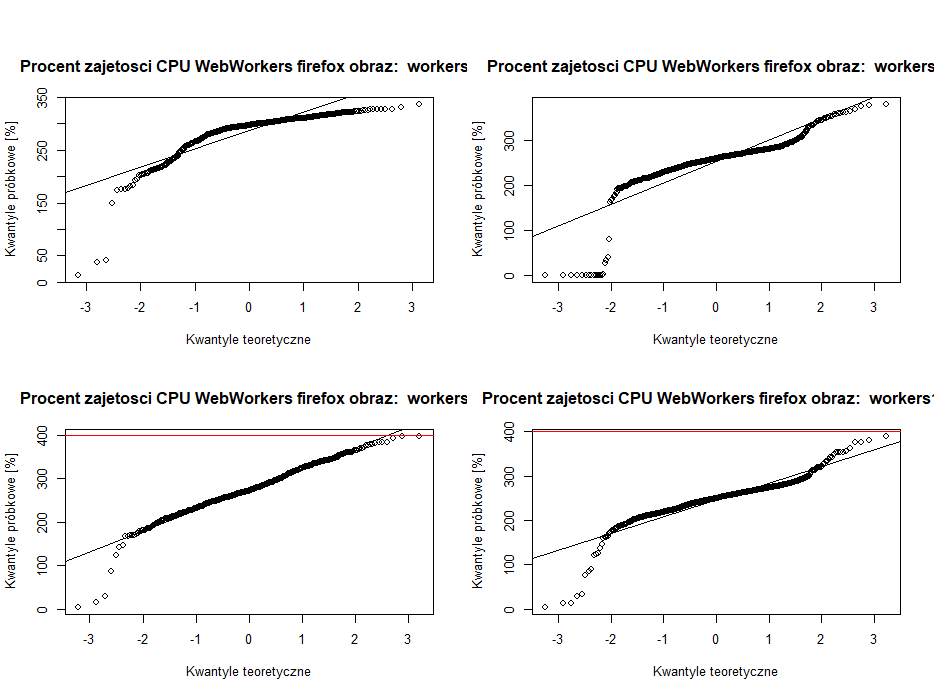 Procent zajetosci CPU WebWorkers firefox obraz: workers
Kwantyle próbkowe [%]
350
250
150
50
0
-3 -2 -1 0 1 2 3
Kwantyle teoretyczne
Procent zajetosci CPU WebWorkers firefox obraz: workers
Kwantyle próbkowe [%]
300
200
100
0
-3 -2 -1 0 1 2 3
Kwantyle teoretyczne
Procent zajetosci CPU WebWorkers firefox obraz: workers
Kwantyle próbkowe [%]
400
300
200
100
0
-3 -2 -1 0 1 2 3
Kwantyle teoretyczne
Procent zajetosci CPU WebWorkers firefox obraz: workers
Kwantyle próbkowe [%]
400
300
200
100
0
-3 -2 -1 0 1 2 3
Kwantyle teoretyczne